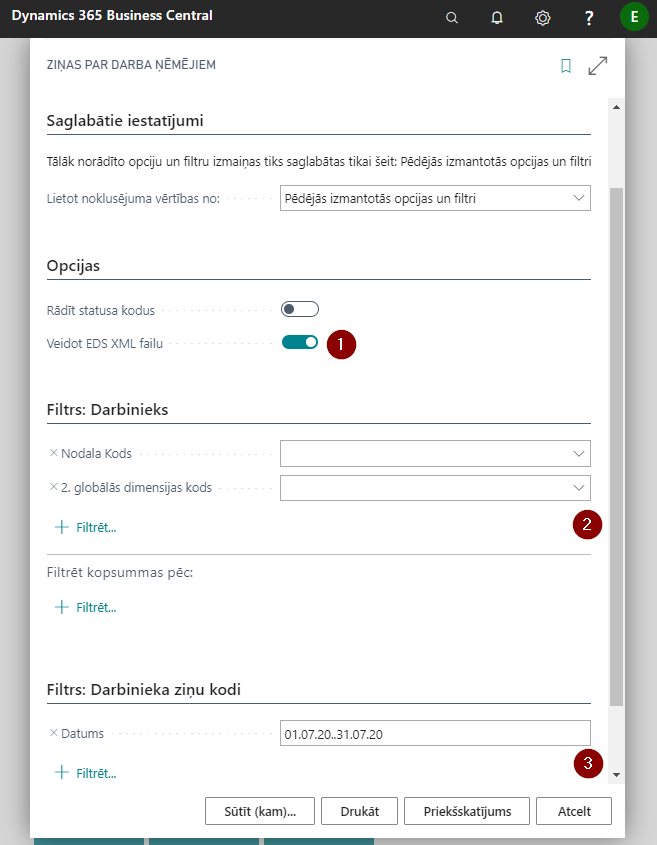 Dynamics 365 Business Central
?
E
ZIŅAS PAR DARBA ŅĒMĒJIEM
Saglabātie iestatījumi
Tālāk norādīto opciju un filtru izmaiņas tiks saglabātas tikai šeit: Pēdējās izmantotās opcijas un filtri
Lietot noklusējuma vērtības no:
Pēdējās izmantotās opcijas un filtri
Opcijas
Rādīt statusa kodus
Veidot EDS XML failu
1
Filtrs: Darbinieks
× Nodala Kods
× 2. globālās dimensijas kods
+ Filtrēt...
2
Filtrēt kopsummas pēc:
+ Filtrēt...
Filtrs: Darbinieka ziņu kodi
× Datums
01.07.20..31.07.20
+ Filtrēt...
3
Sūtīt (kam)...
Drukāt
Priekšskatījums
Atcelt